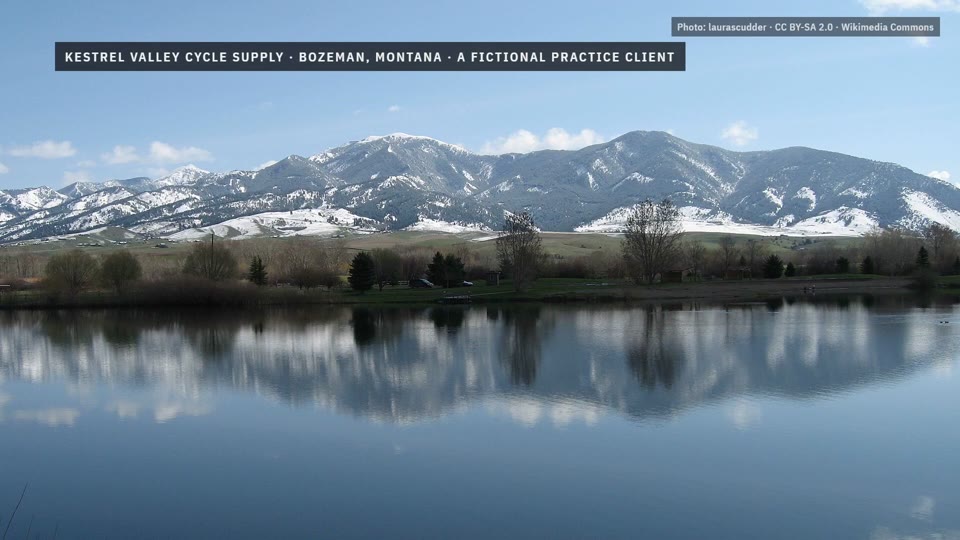 Photo: laurascudder · CC BY-SA 2.0 · Wikimedia Commons
KESTREL VALLEY CYCLE SUPPLY · BOZEMAN, MONTANA · A FICTIONAL PRACTICE CLIENT